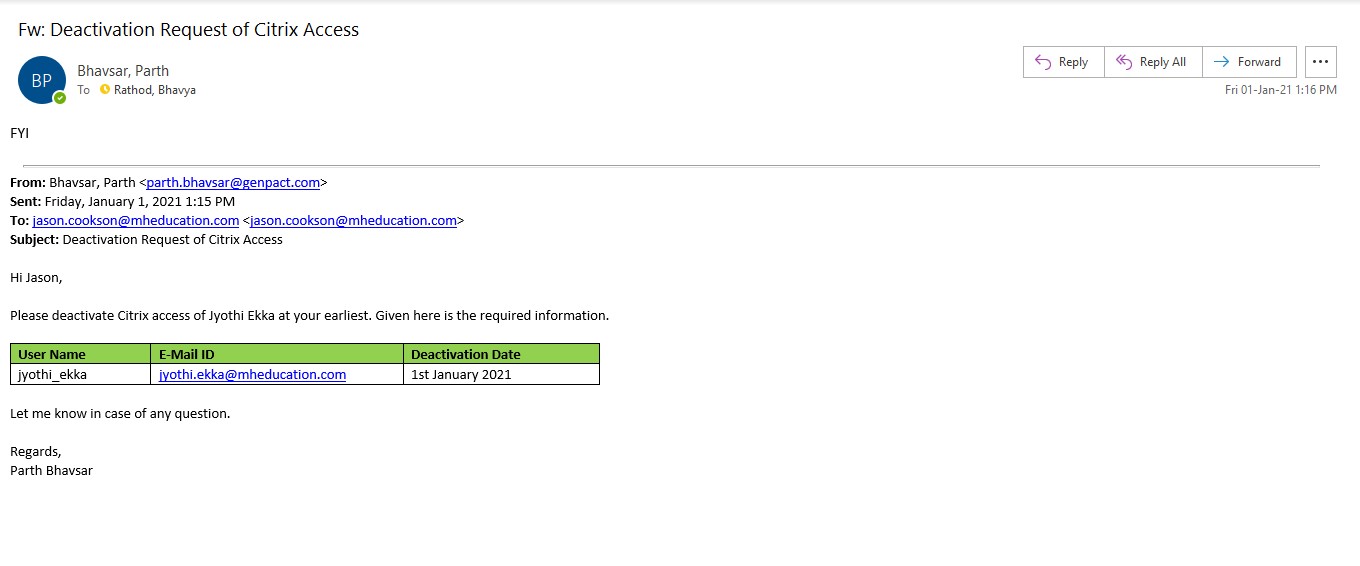 Fw: Deactivation Request of Citrix Access
BP
Bhavsar, Parth
To Rathod, Bhavya
Reply
Reply All
Forward
Fri 01-Jan-21 1:16 PM
FYI
From: Bhavsar, Parth <parth.bhavsar@genpact.com>
Sent: Friday, January 1, 2021 1:15 PM
To: jason.cookson@mheducation.com <jason.cookson@mheducation.com>
Subject: Deactivation Request of Citrix Access
Hi Jason,
Please deactivate Citrix access of Jyothi Ekka at your earliest. Given here is the required information.
User Name E-Mail ID Deactivation Date
jyothi_ekka jyothi.ekka@mheducation.com 1st January 2021
Let me know in case of any question.
Regards,
Parth Bhavsar